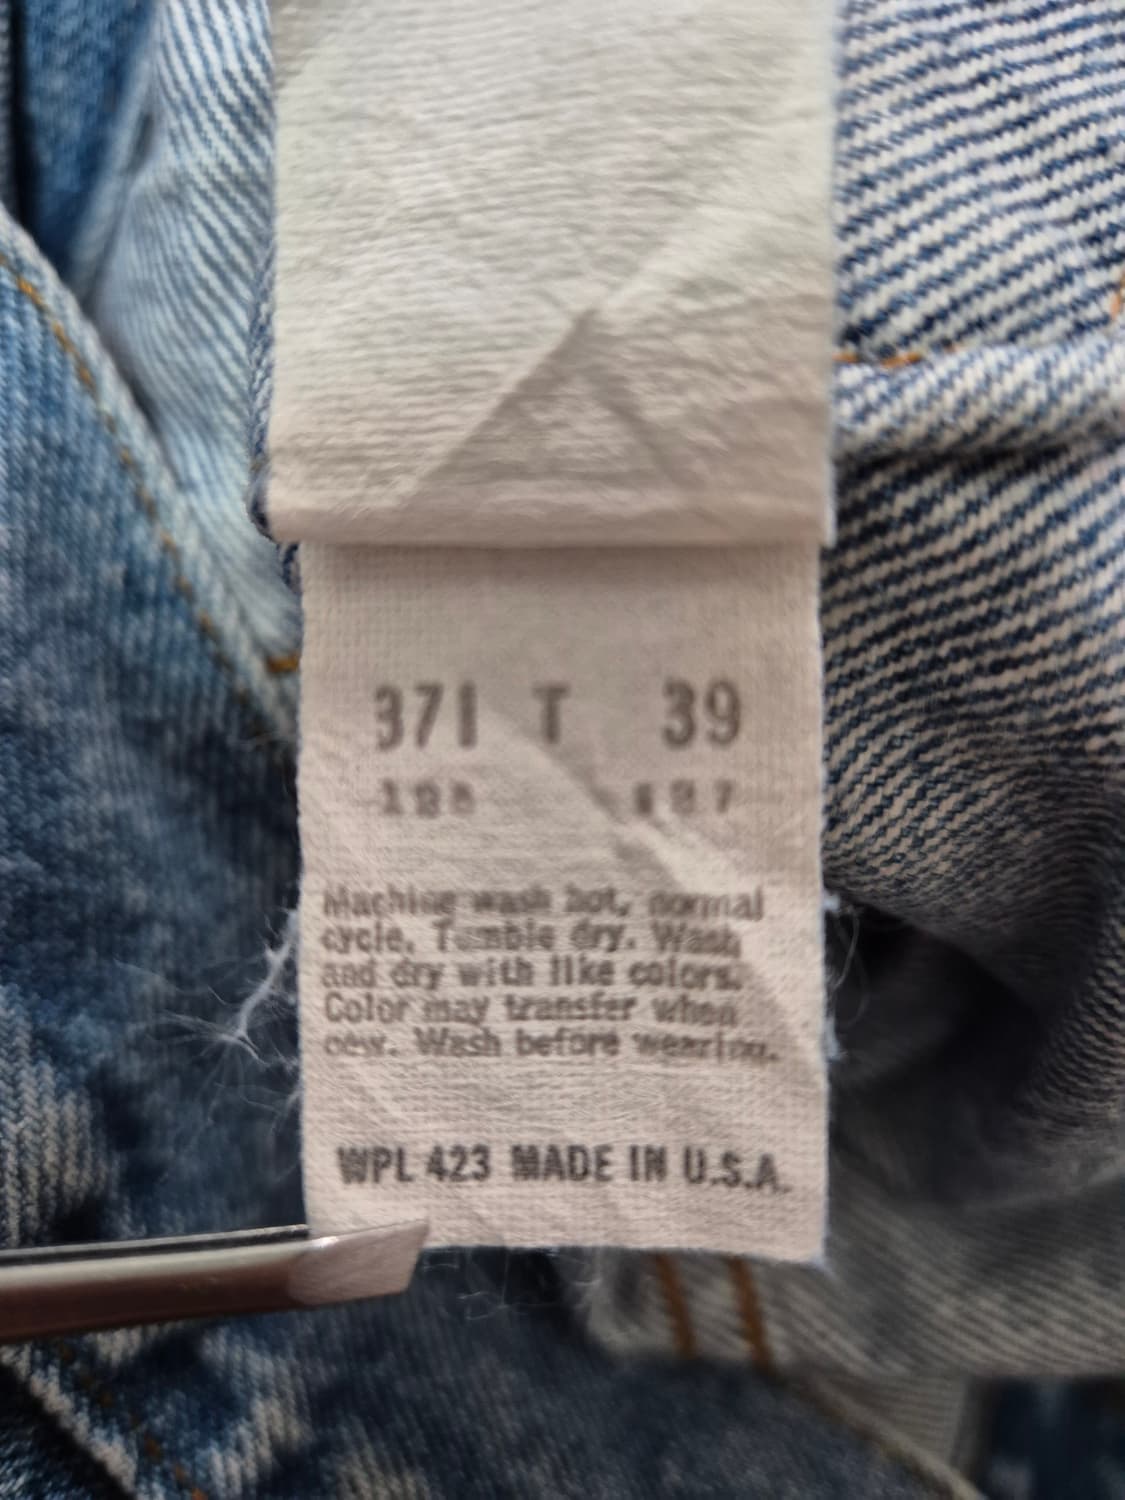 371 T 39
Machine wash hot, normal
cycle. Tumble dry. Wash
and dry with like colors.
Color may transfer when
new. Wash before wearing.
WPL 423 MADE IN U.S.A.